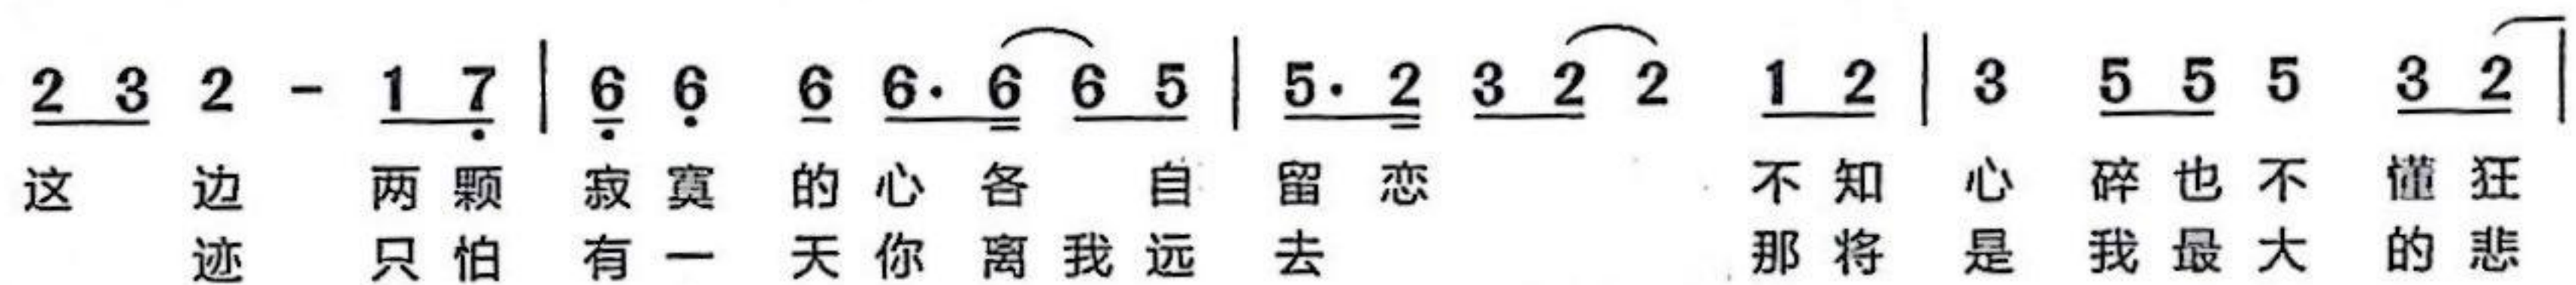 2 3 2 - 1 7 | 6 6 6 6· 6 6 5 | 5· 2 3 2 2 1 2 | 3 5 5 5 3 2 |
这 边 两 颗 寂 寞 的 心 各 自 留 恋 不 知 心 碎 也 不 懂 狂
迹 只 怕 有 一 天 你 离 我 远 去 那 将 是 我 最 大 的 悲